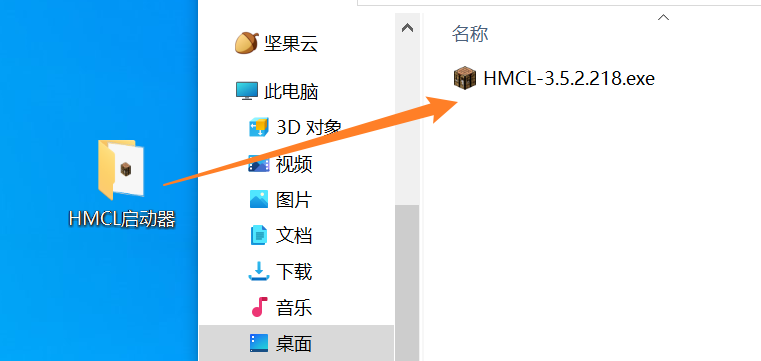 HMCL启动器
坚果云
此电脑
3D 对象
视频
图片
文档
下载
音乐
桌面
名称
HMCL-3.5.2.218.exe